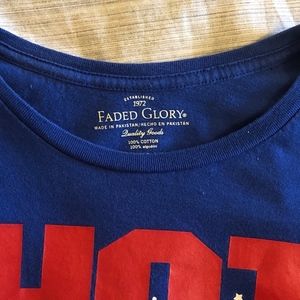 ESTABLISHED
1972
FADED GLORY
MADE IN PAKISTAN/HECHO EN PAKISTÁN
Quality Goods
100% COTTON
100% algodón
HOT